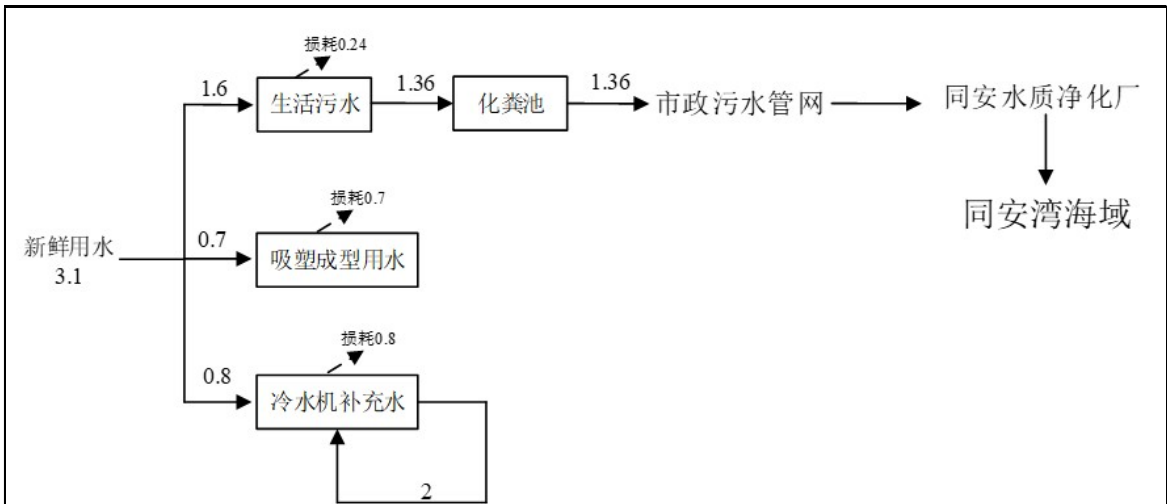 损耗0.24
1.6
生活污水
1.36
化粪池
1.36
市政污水管网
同安水质净化厂
同安湾海域
损耗0.7
新鲜用水
3.1
0.7
吸塑成型用水
损耗0.8
0.8
冷水机补充水
2